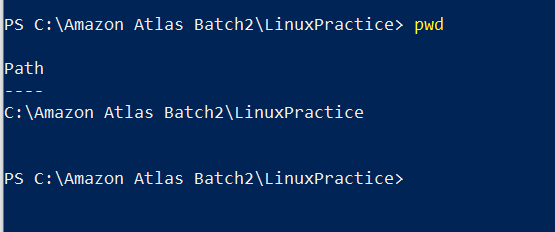 PS C:\Amazon Atlas Batch2\LinuxPractice> pwd
Path
----
C:\Amazon Atlas Batch2\LinuxPractice
PS C:\Amazon Atlas Batch2\LinuxPractice>